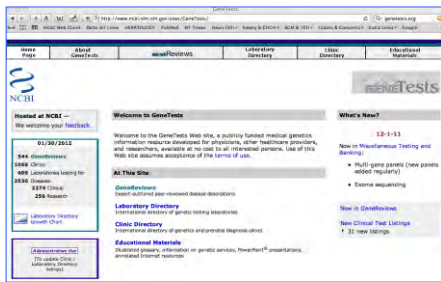 GeneTests
http://www.ncbi.nlm.nih.gov/sites/GeneTests/
genetests.org
Home Page
About GeneTests
GeneReviews
Laboratory Directory
Clinic Directory
Educational Materials
NCBI
GENETests
Hosted at NCBI —
We welcome your feedback.
01/30/2012
544 GeneReviews
1066 Clinics
600 Laboratories testing for
2530 Diseases
2274 Clinical
256 Research
Laboratory Directory
Growth Chart
Administrative Use
(To update Clinic / Laboratory Directory listings)
Welcome to GeneTests
Welcome to the GeneTests Web site, a publicly funded medical genetics
information resource developed for physicians, other healthcare providers,
and researchers, available at no cost to all interested persons. Use of this
Web site assumes acceptance of the terms of use.
At This Site
GeneReviews
Expert-authored peer-reviewed disease descriptions
Laboratory Directory
International directory of genetic testing laboratories
Clinic Directory
International directory of genetics and prenatal diagnosis clinics
Educational Materials
Illustrated glossary, information on genetic services, PowerPoint® presentations,
annotated Internet resources
What's New?
12-1-11
Now in Miscellaneous Testing and
Banking:
• Multi-gene panels (new panels
added regularly)
• Exome sequencing
New in GeneReviews
New Clinical Test Listings
• 31 new listings